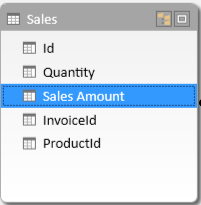 Sales
Id
Quantity
Sales Amount
InvoiceId
ProductId